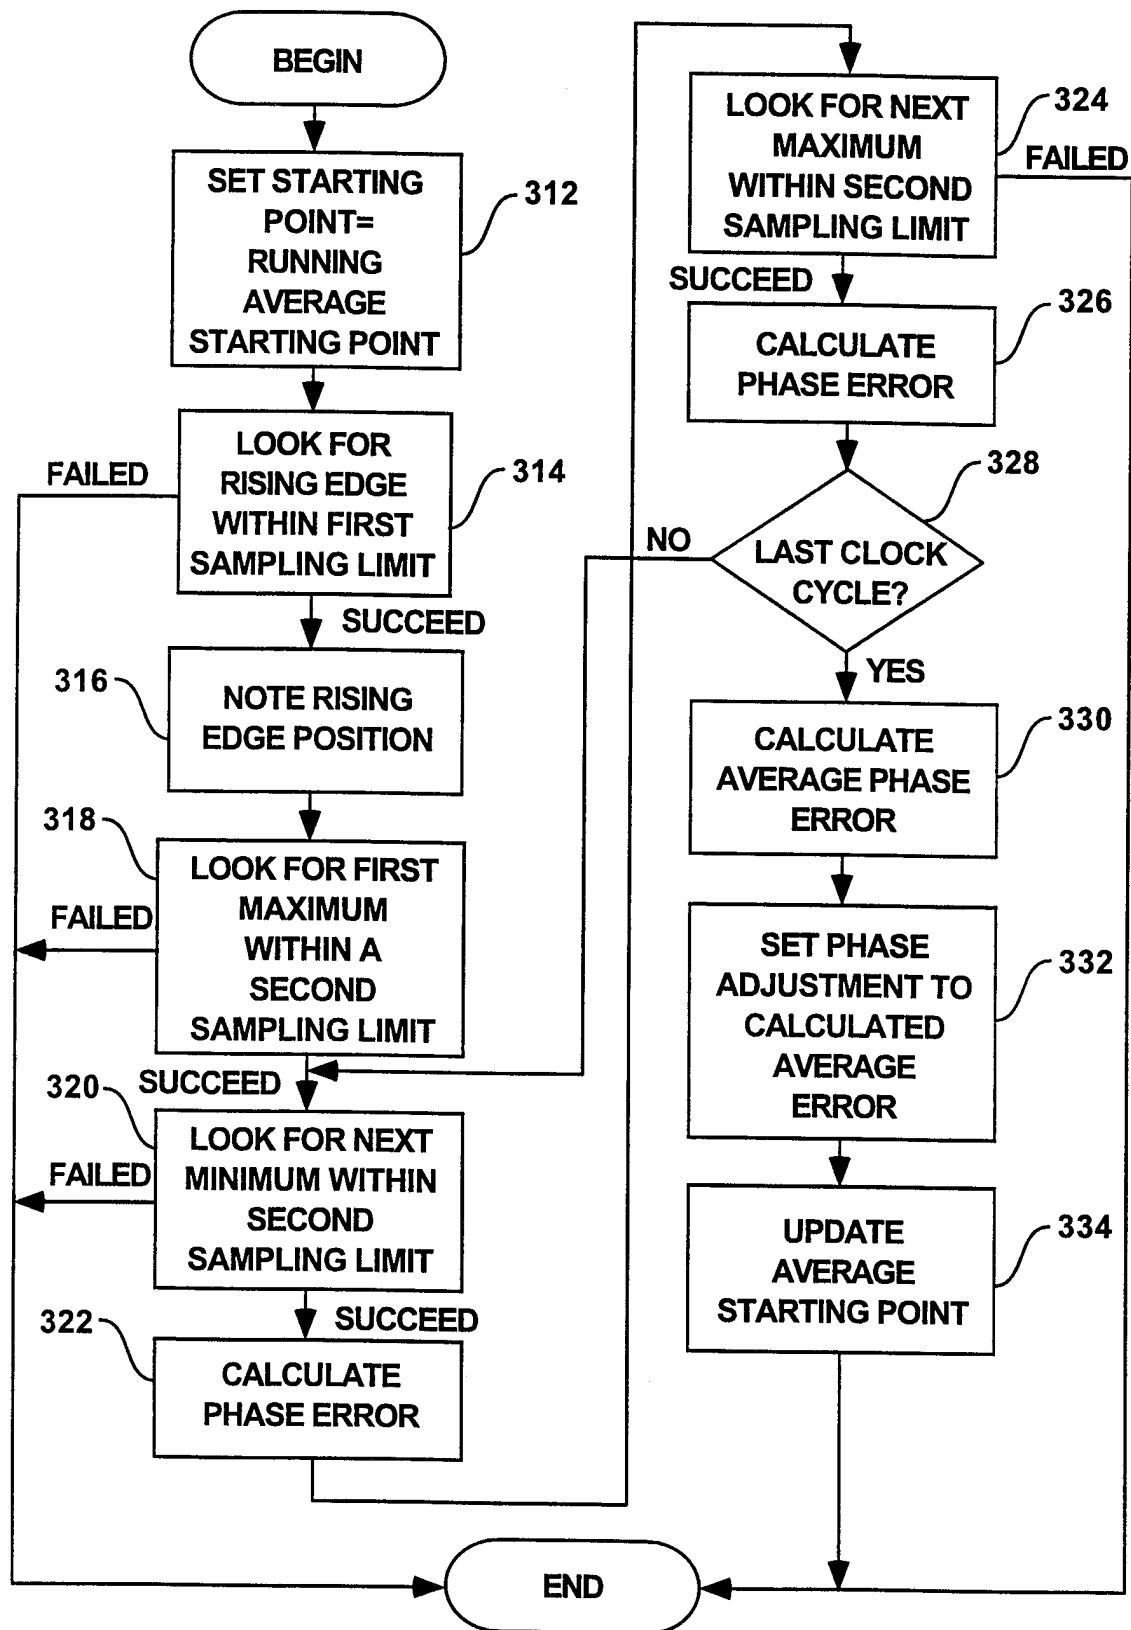 BEGIN
SET STARTING
POINT=
RUNNING
AVERAGE
STARTING POINT
312
LOOK FOR
RISING EDGE
WITHIN FIRST
SAMPLING LIMIT
314
FAILED
SUCCEED
NOTE RISING
EDGE POSITION
316
318
LOOK FOR FIRST
MAXIMUM
WITHIN A
SECOND
SAMPLING LIMIT
FAILED
SUCCEED
320
LOOK FOR NEXT
MINIMUM WITHIN
SECOND
SAMPLING LIMIT
FAILED
SUCCEED
322
CALCULATE
PHASE ERROR
LOOK FOR NEXT
MAXIMUM
WITHIN SECOND
SAMPLING LIMIT
324
FAILED
SUCCEED
326
CALCULATE
PHASE ERROR
328
LAST CLOCK
CYCLE?
NO
YES
330
CALCULATE
AVERAGE PHASE
ERROR
SET PHASE
ADJUSTMENT TO
CALCULATED
AVERAGE
ERROR
332
UPDATE
AVERAGE
STARTING POINT
334
END